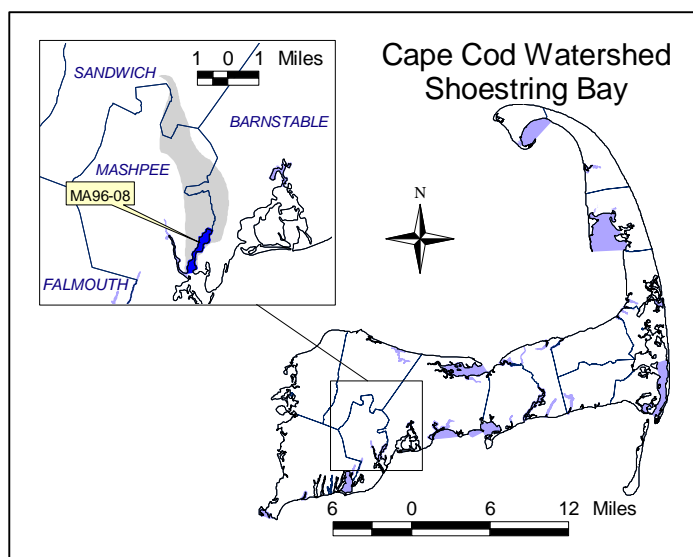 Cape Cod Watershed
Shoestring Bay
1 0 1 Miles
SANDWICH
BARNSTABLE
MASHPEE
MA96-08
FALMOUTH
N
6 0 6 12 Miles